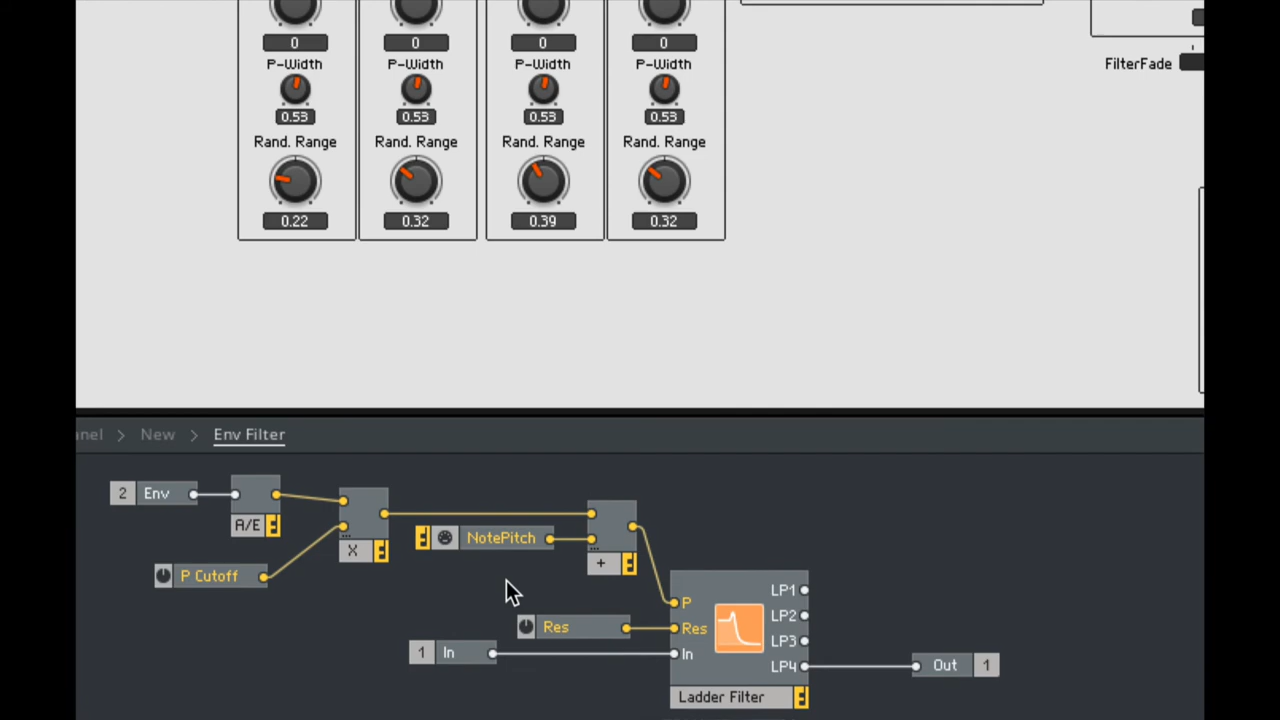 0 0 0 0
P-Width P-Width P-Width P-Width
FilterFade
0.53 0.53 0.53 0.53
Rand. Range Rand. Range Rand. Range Rand. Range
0.22 0.32 0.39 0.32
New > Env Filter
2 Env
A/E
X
NotePitch
+
P Cutoff
LP1
P
LP2
Res
Res
LP3
1 In
In
LP4
Out 1
Ladder Filter